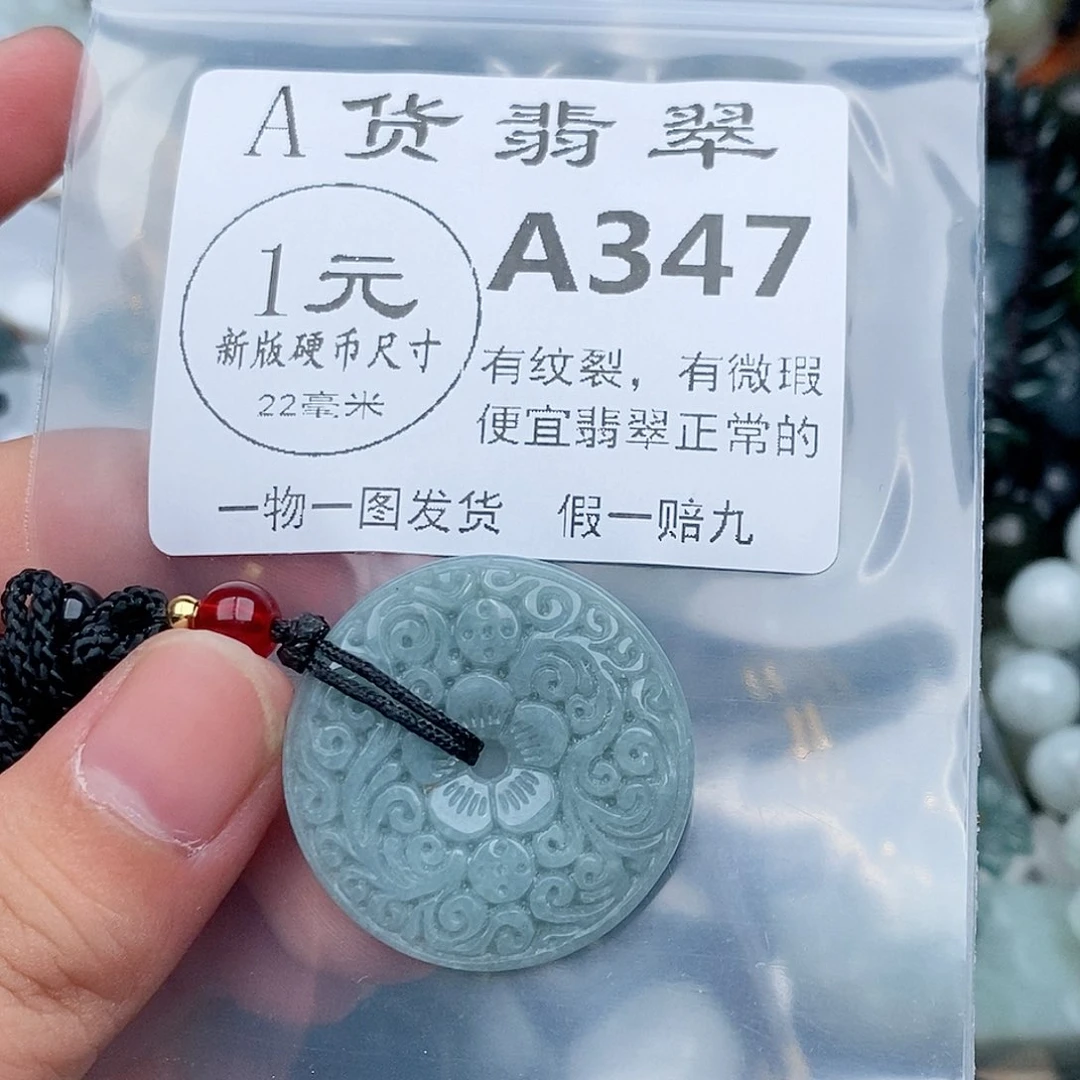 A货翡翠
A347
1元
新版硬币尺寸
22毫米
有纹裂，有微瑕
便宜翡翠正常的
一物一图发货 假一赔九